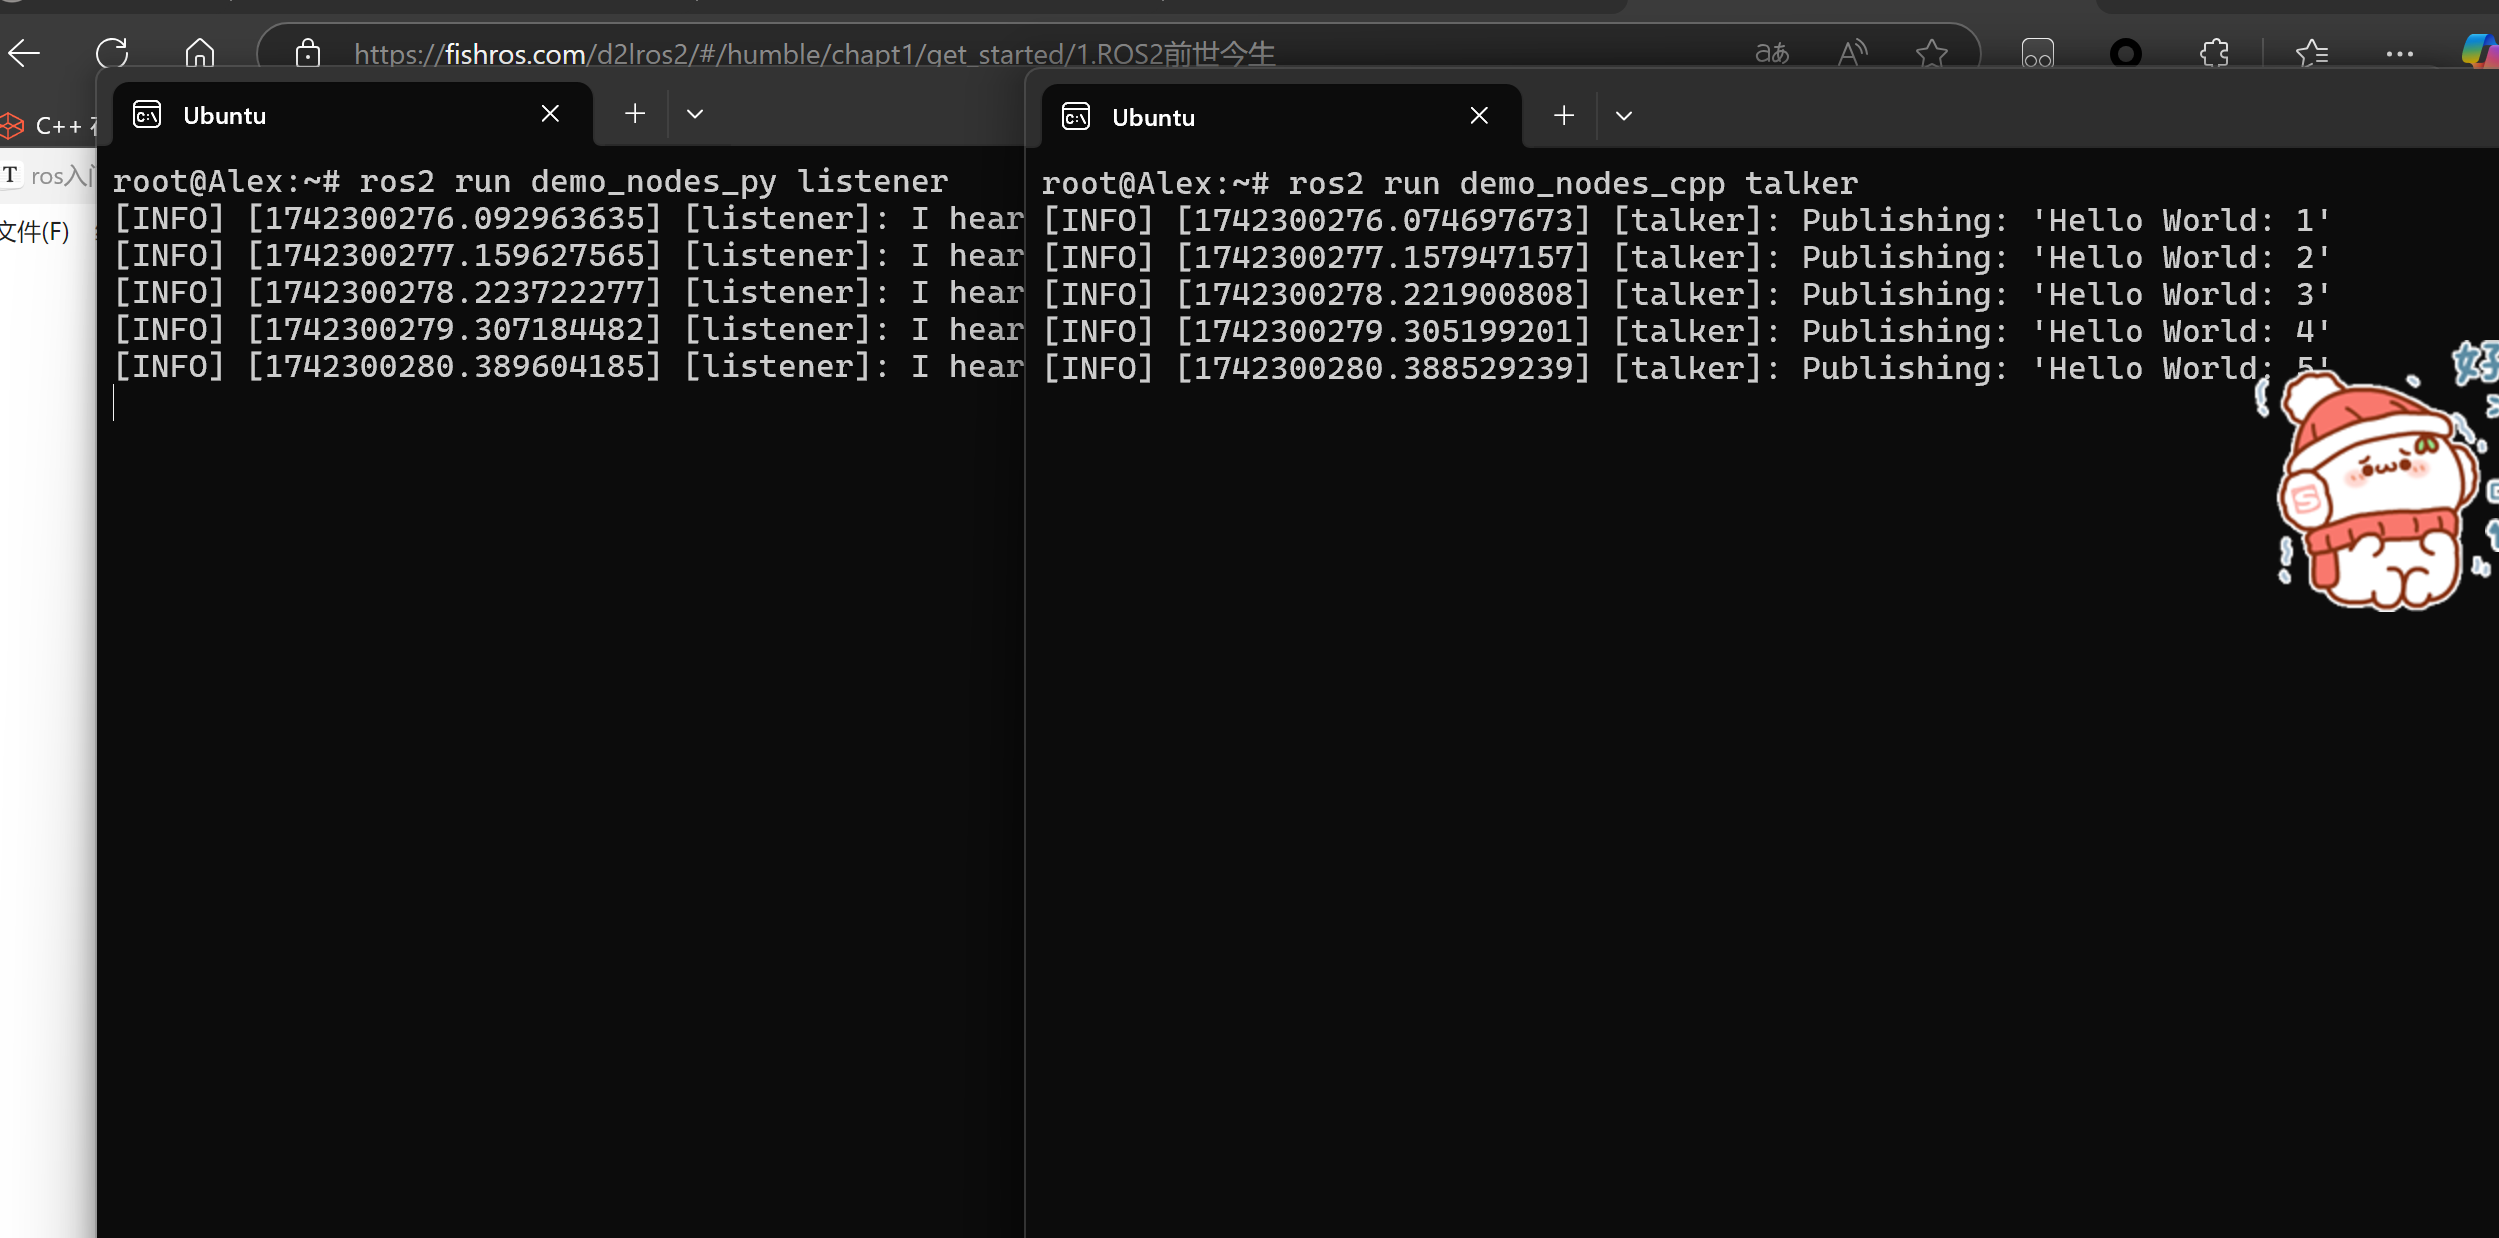 https://fishros.com/d2lros2/#/humble/chapt1/get_started/1.ROS2前世今生
C++
ros入门
文件(F)
Ubuntu
root@Alex:~# ros2 run demo_nodes_py listener
[INFO] [1742300276.092963635] [listener]: I hear
[INFO] [1742300277.159627565] [listener]: I hear
[INFO] [1742300278.223722277] [listener]: I hear
[INFO] [1742300279.307184482] [listener]: I hear
[INFO] [1742300280.389604185] [listener]: I hear
Ubuntu
root@Alex:~# ros2 run demo_nodes_cpp talker
[INFO] [1742300276.074697673] [talker]: Publishing: 'Hello World: 1'
[INFO] [1742300277.157947157] [talker]: Publishing: 'Hello World: 2'
[INFO] [1742300278.221900808] [talker]: Publishing: 'Hello World: 3'
[INFO] [1742300279.305199201] [talker]: Publishing: 'Hello World: 4'
[INFO] [1742300280.388529239] [talker]: Publishing: 'Hello World: 5'
好